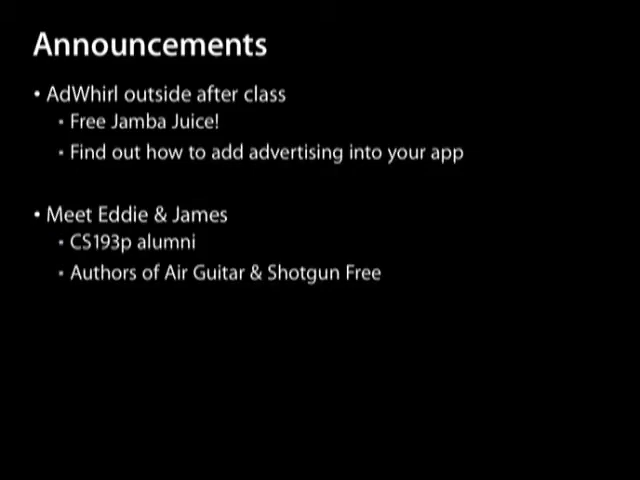 Announcements
• AdWhirl outside after class
▪ Free Jamba Juice!
▪ Find out how to add advertising into your app
• Meet Eddie & James
▪ CS193p alumni
▪ Authors of Air Guitar & Shotgun Free